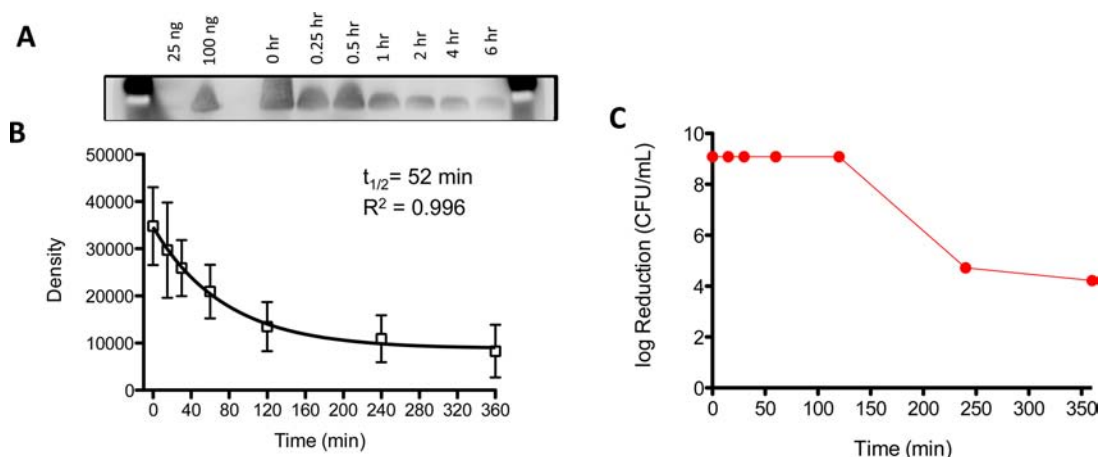 A
25 ng
100 ng
0 hr
0.25 hr
0.5 hr
1 hr
2 hr
4 hr
6 hr
B
50000
40000
30000
20000
10000
0
Density
t1/2= 52 min
R² = 0.996
0 40 80 120 160 200 240 280 320 360
Time (min)
C
10
8
6
4
2
0
log Reduction (CFU/mL)
0 50 100 150 200 250 300 350
Time (min)